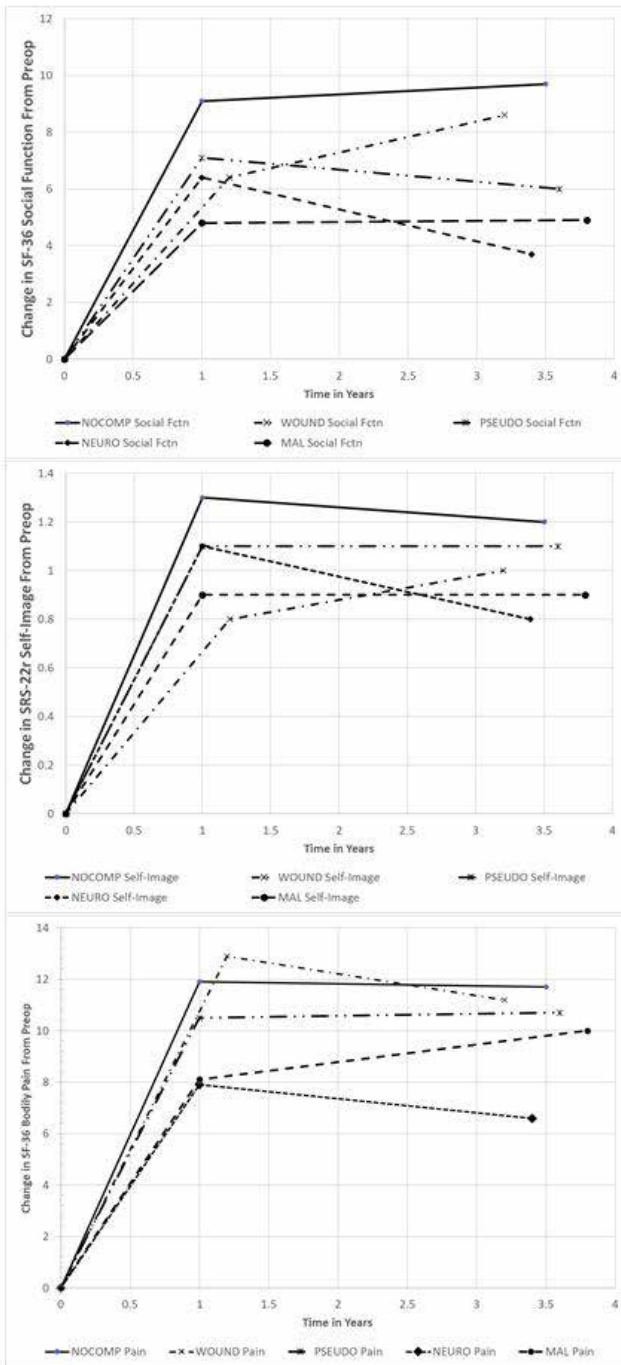 Change in SF-36 Social Function From Preop
12
10
8
6
4
2
0
0 0.5 1 1.5 2 2.5 3 3.5 4
Time in Years
NOCOMP Social Fctn WOUND Social Fctn PSEUDO Social Fctn
NEURO Social Fctn MAL Social Fctn
Change in SRS-22r Self-Image From Preop
1.4
1.2
1
0.8
0.6
0.4
0.2
0
0 0.5 1 1.5 2 2.5 3 3.5 4
Time in Years
NOCOMP Self-Image WOUND Self-Image PSEUDO Self-Image
NEURO Self-Image MAL Self-Image
Change in SF-36 Bodily Pain From Preop
14
12
10
8
6
4
2
0
0 0.5 1 1.5 2 2.5 3 3.5 4
Time in Years
NOCOMP Pain WOUND Pain PSEUDO Pain NEURO Pain MAL Pain